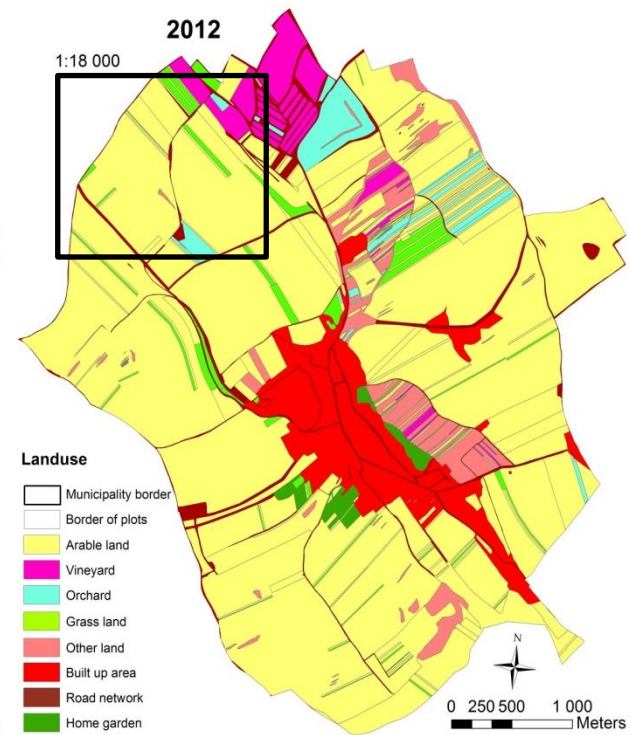 2012
1:18 000
Landuse
Municipality border
Border of plots
Arable land
Vineyard
Orchard
Grass land
Other land
Built up area
Road network
Home garden
N
0 250 500 1 000
Meters